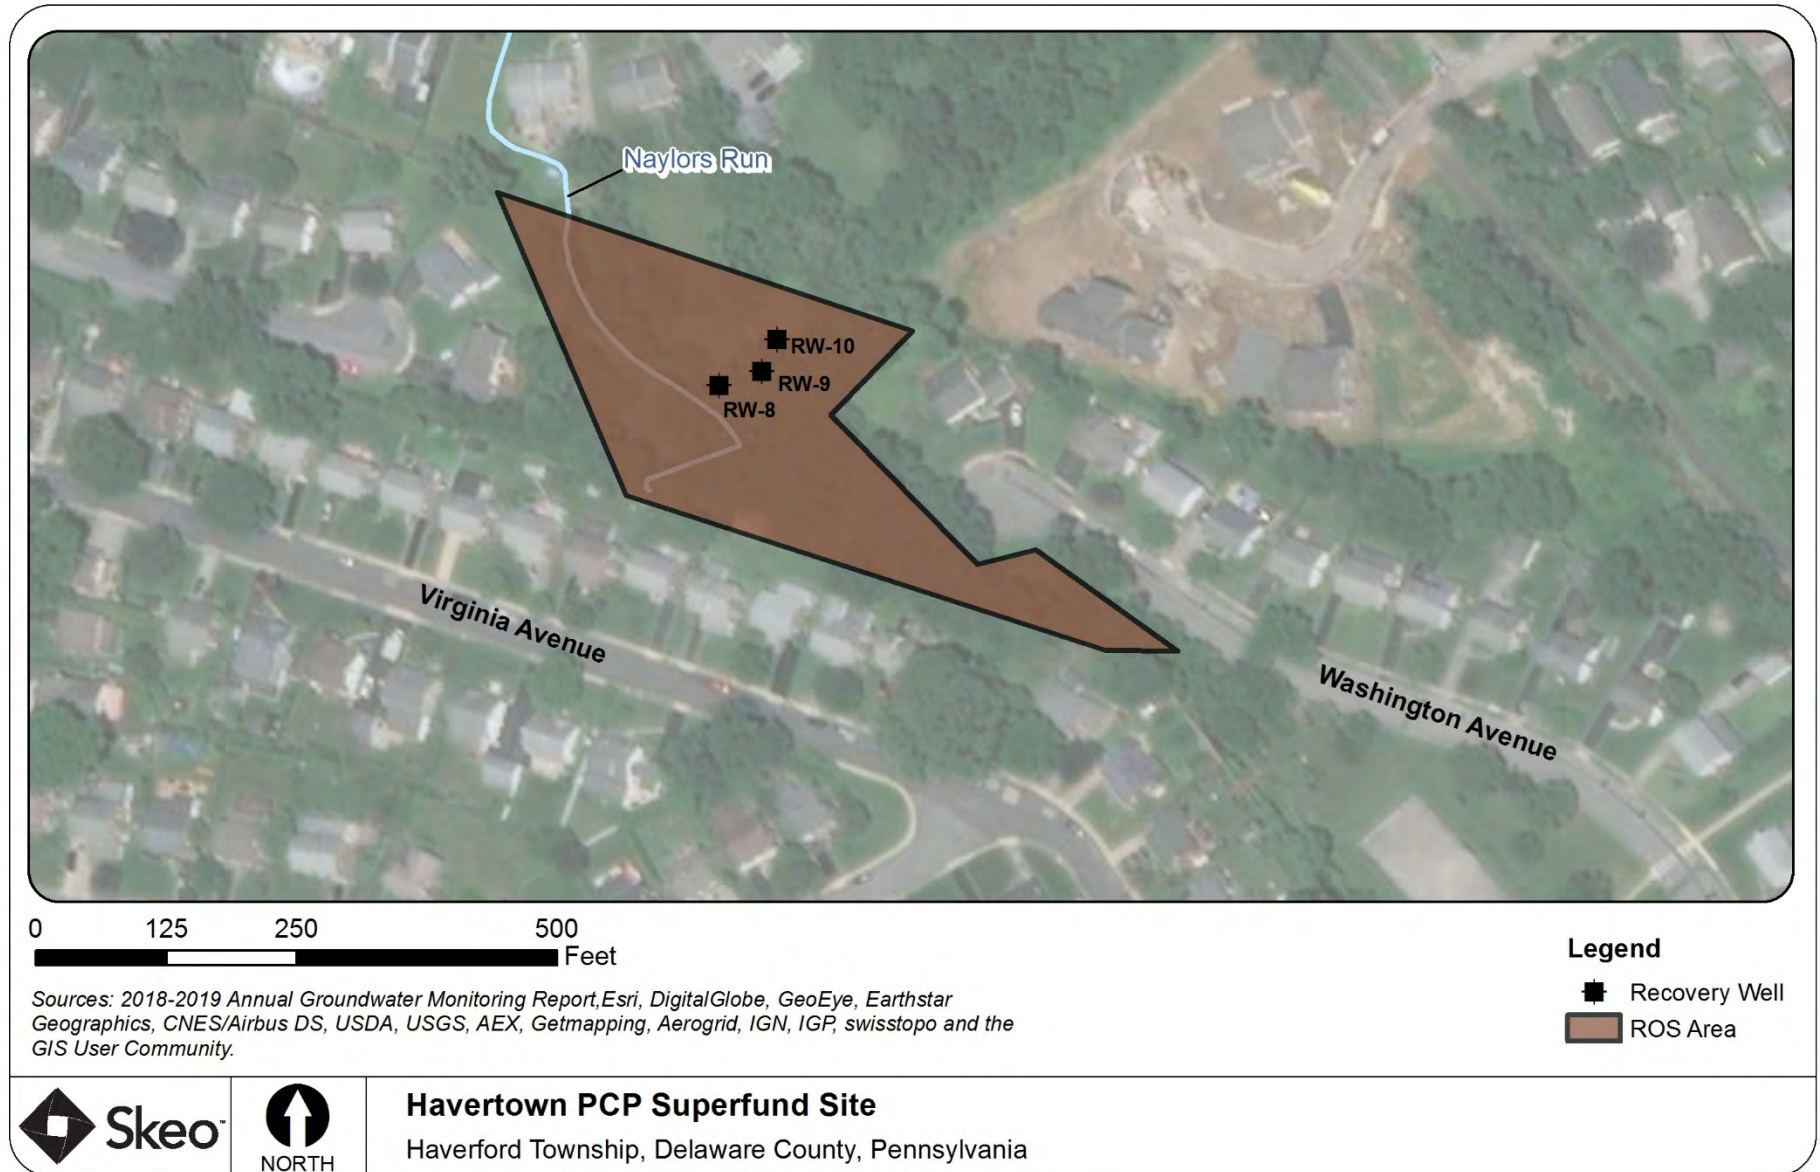 Naylors Run
RW-10
RW-9
RW-8
Virginia Avenue
Washington Avenue
0 125 250 500
Feet
Sources: 2018-2019 Annual Groundwater Monitoring Report,Esri, DigitalGlobe, GeoEye, Earthstar
Geographics, CNES/Airbus DS, USDA, USGS, AEX, Getmapping, Aerogrid, IGN, IGP, swisstopo and the
GIS User Community.
Legend
Recovery Well
ROS Area
Skeo
NORTH
Havertown PCP Superfund Site
Haverford Township, Delaware County, Pennsylvania